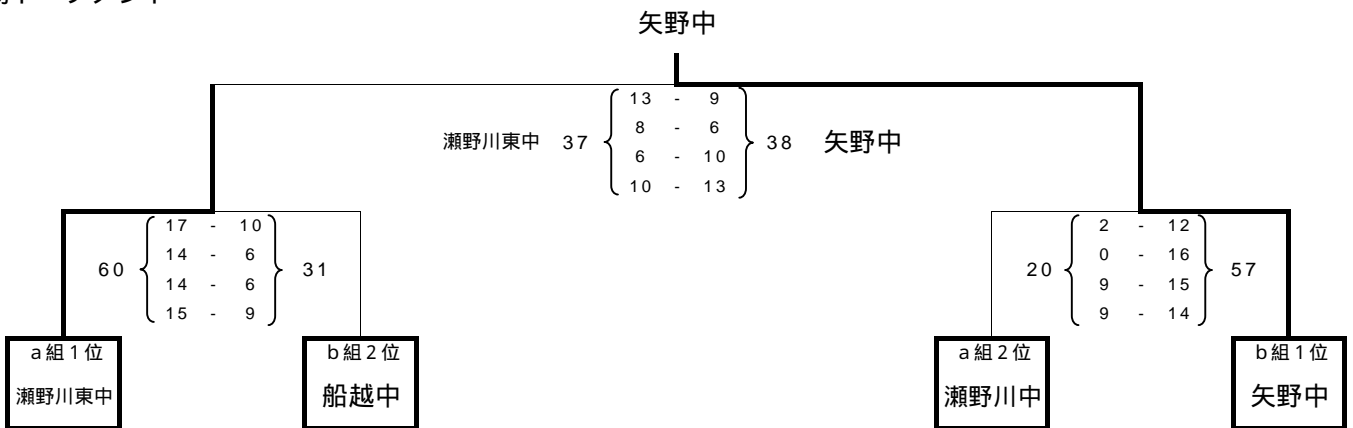 矢野中
13 - 9
瀬野川東中 37 8 - 6 38 矢野中
6 - 10
10 - 13
17 - 10
60 14 - 6 31
14 - 6
15 - 9
2 - 12
20 0 - 16 57
9 - 15
9 - 14
a組1位
瀬野川東中
b組2位
船越中
a組2位
瀬野川中
b組1位
矢野中